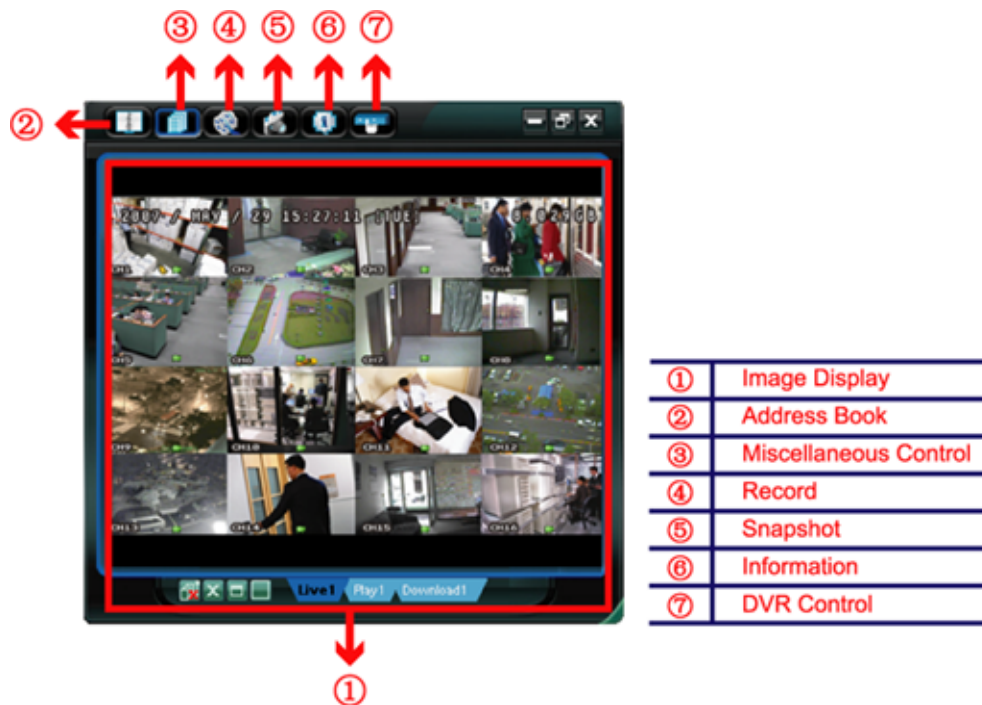 ③ ④ ⑤ ⑥ ⑦
②
2007 / MAY / 29 15:27:11 [TUE]
CH1 CH2 CH3 CH4
CH5 CH6 CH7 CH8
CH9 CH10 CH11 CH12
CH13 CH14 CH15 CH16
Live1 Play1 Download1
①
① Image Display
② Address Book
③ Miscellaneous Control
④ Record
⑤ Snapshot
⑥ Information
⑦ DVR Control